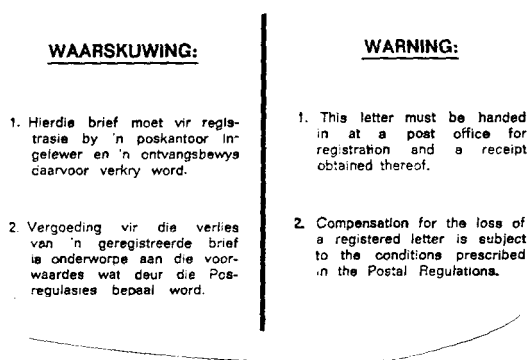 WAARSKUWING:
1. Hierdie brief moet vir regis-
trasie by 'n poskantoor in-
gelewer en 'n ontvangsbewys
daarvoor verkry word.
2. Vergoeding vir die verlies
van 'n geregistreerde brief
is onderworpe aan die voor-
waardes wat deur die Pos-
regulasies bepaal word.
WARNING:
1. This letter must be handed
in at a post office for
registration and a receipt
obtained thereof.
2. Compensation for the loss of
a registered letter is subject
to the conditions prescribed
in the Postal Regulations.